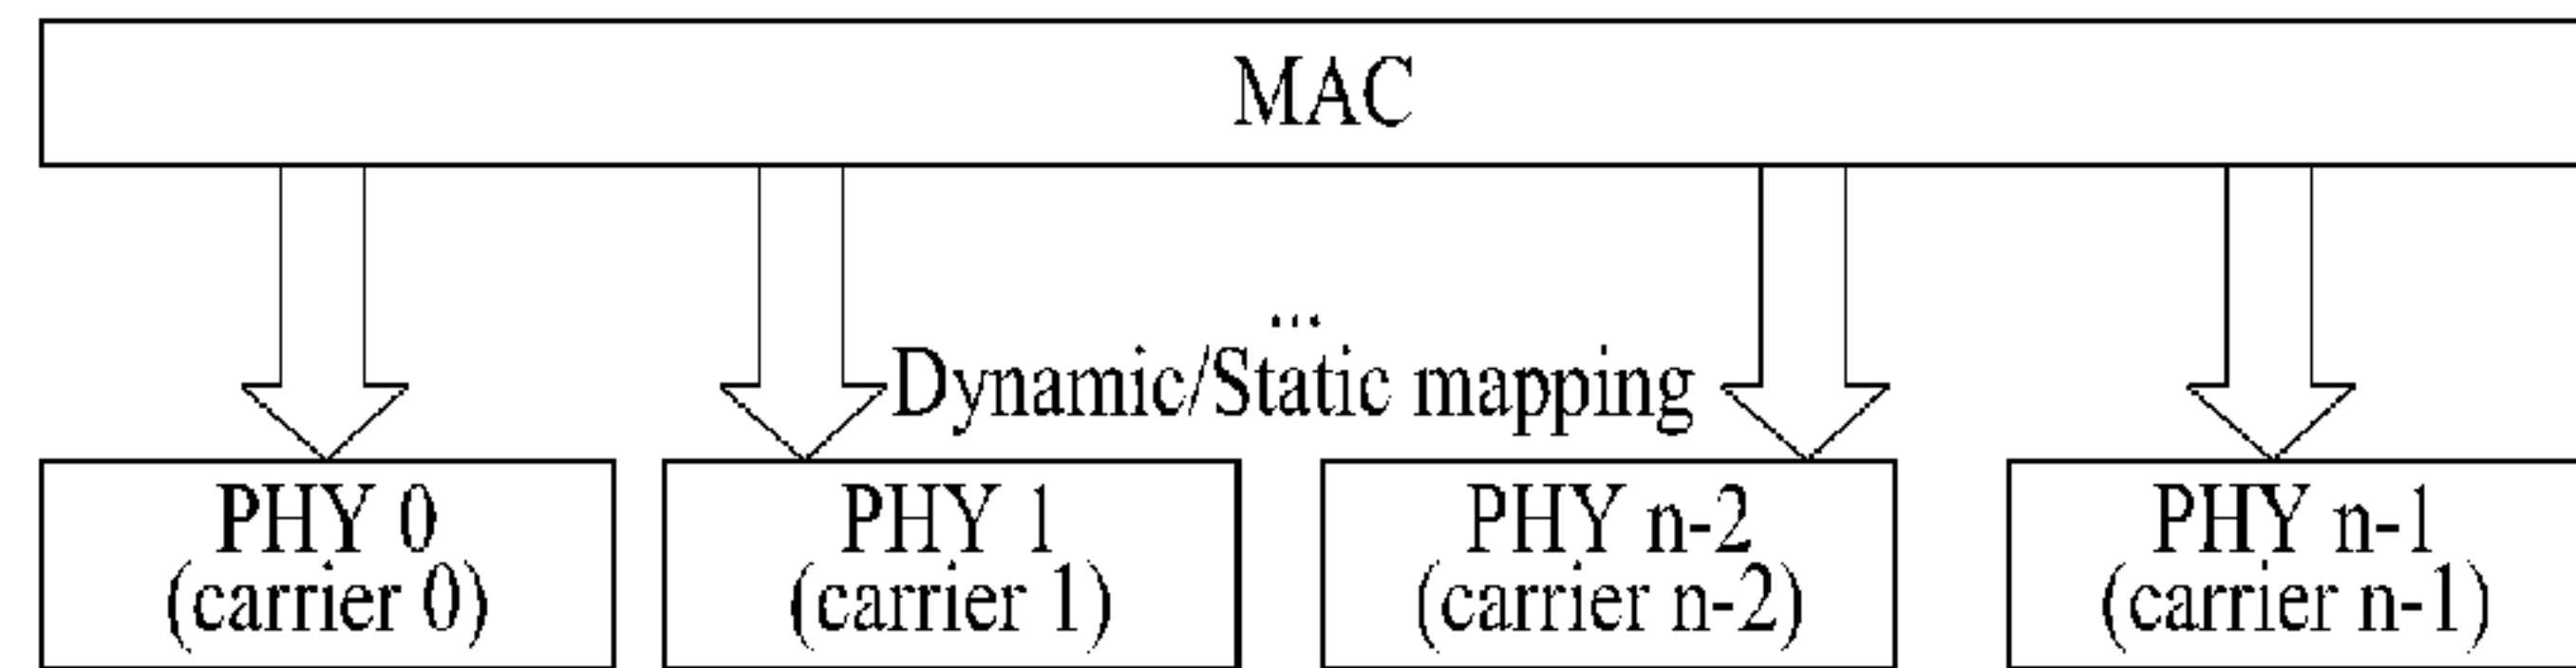 MAC
...
Dynamic/Static mapping
PHY 0
(carrier 0)
PHY 1
(carrier 1)
PHY n-2
(carrier n-2)
PHY n-1
(carrier n-1)